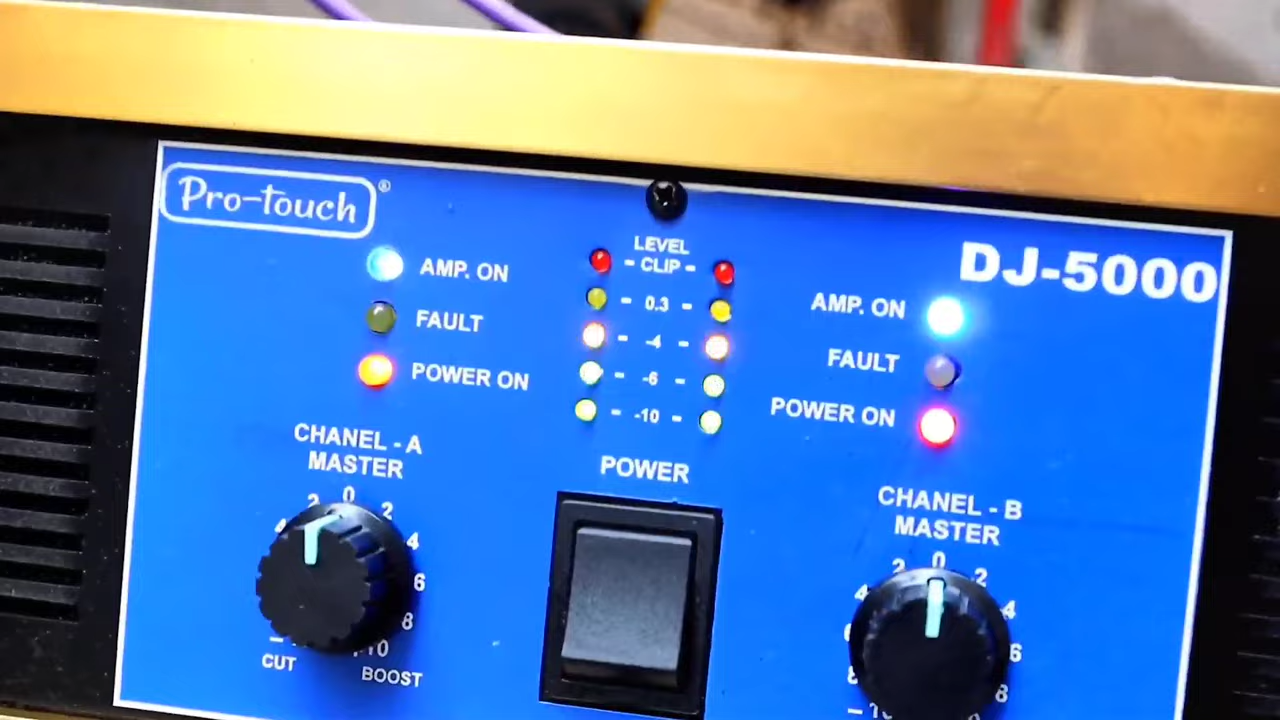 Pro-touch®
DJ-5000
AMP. ON
FAULT
POWER ON
LEVEL
- CLIP -
- 0.3 -
- -4 -
- -6 -
- -10 -
AMP. ON
FAULT
POWER ON
CHANEL - A
MASTER
2 0 2
4 4
6
8
10
CUT BOOST
POWER
CHANEL - B
MASTER
2 0 2
4 4
6
8